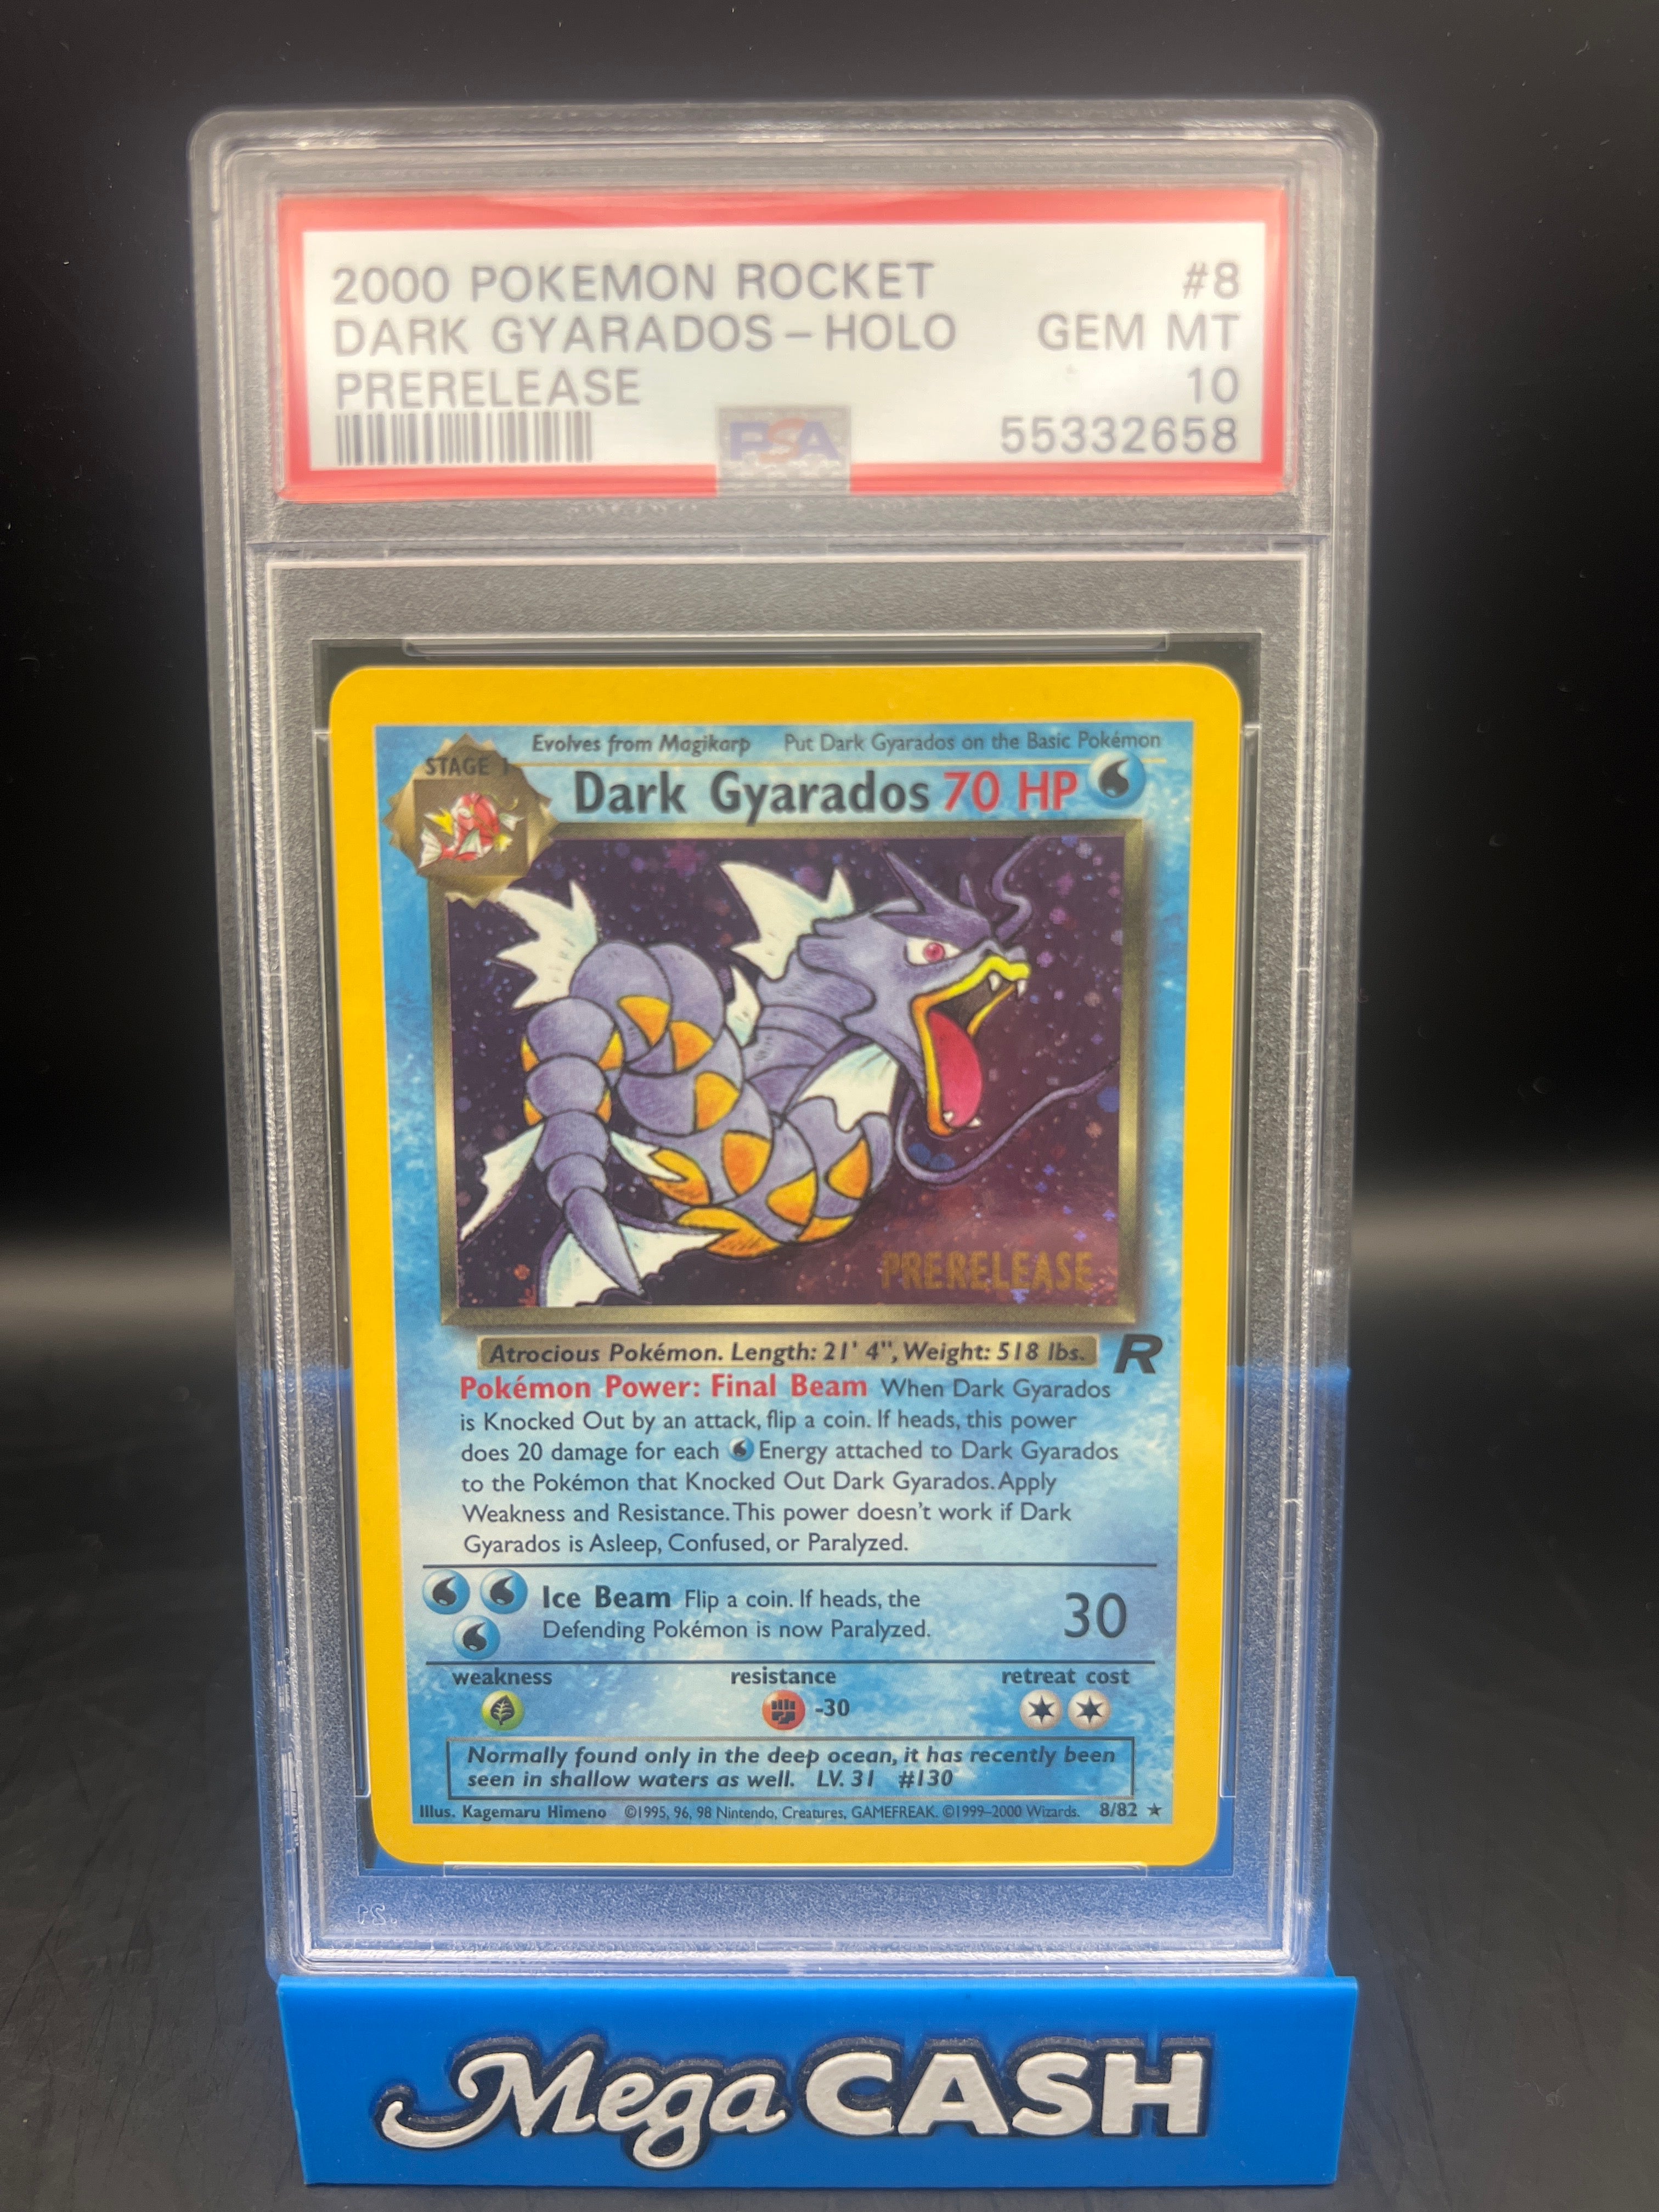 2000 POKEMON ROCKET #8
DARK GYARADOS-HOLO GEM MT
PRERELEASE 10
PSA 55332658
Evolves from Magikarp Put Dark Gyarados on the Basic Pokémon
STAGE 1
Dark Gyarados 70 HP
PRERELEASE
Atrocious Pokémon. Length: 21' 4", Weight: 518 lbs. R
Pokémon Power: Final Beam When Dark Gyarados
is Knocked Out by an attack, flip a coin. If heads, this power
does 20 damage for each Energy attached to Dark Gyarados
to the Pokémon that Knocked Out Dark Gyarados. Apply
Weakness and Resistance. This power doesn't work if Dark
Gyarados is Asleep, Confused, or Paralyzed.
Ice Beam Flip a coin. If heads, the 30
Defending Pokémon is now Paralyzed.
weakness resistance retreat cost
-30
Normally found only in the deep ocean, it has recently been
seen in shallow waters as well. LV. 31 #130
Illus. Kagemaru Himeno ©1995, 96, 98 Nintendo, Creatures, GAMEFREAK. ©1999–2000 Wizards. 8/82 ★
Mega CASH